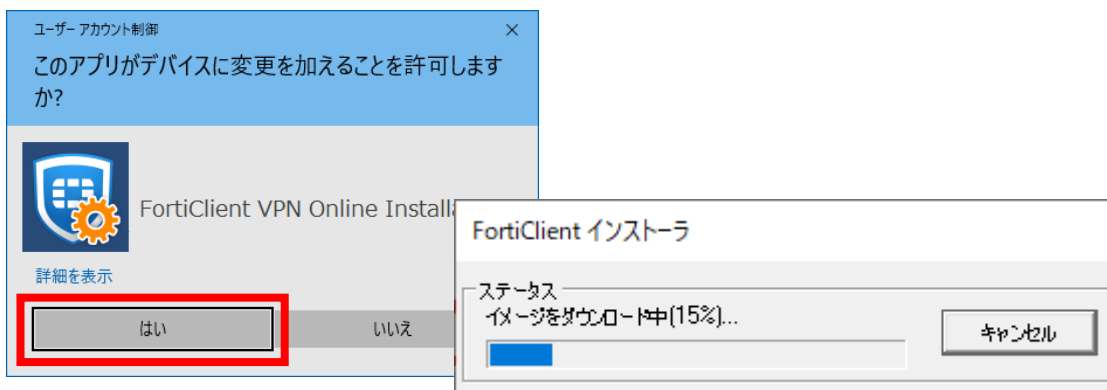 ユーザー アカウント制御
このアプリがデバイスに変更を加えることを許可します
か?
FortiClient VPN Online
詳細を表示
はい
いいえ
FortiClient インストーラ
ステータス
イメージをダウンロード中(15%)...
キャンセル